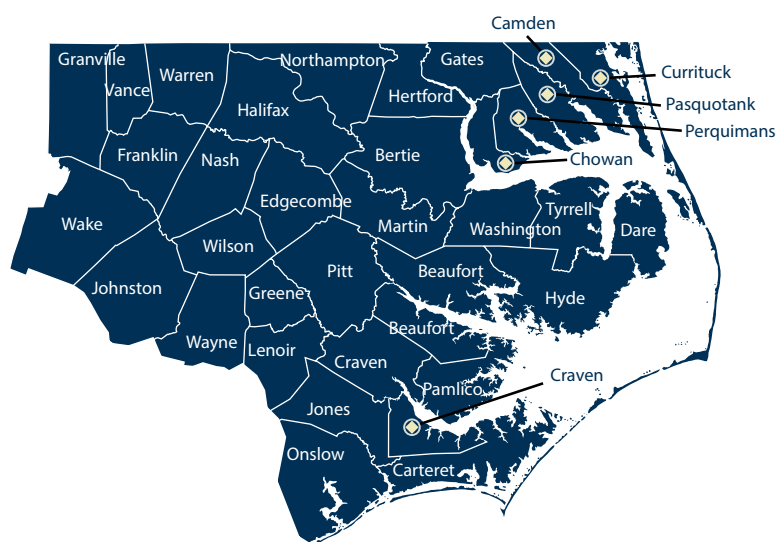 Camden
Granville
Northampton
Gates
Currituck
Warren
Vance
Hertford
Pasquotank
Halifax
Perquimans
Franklin
Nash
Bertie
Chowan
Edgecombe
Tyrrell
Wake
Martin
Washington
Dare
Wilson
Pitt
Beaufort
Johnston
Greene
Hyde
Beaufort
Wayne
Lenoir
Craven
Craven
Pamlico
Jones
Onslow
Carteret